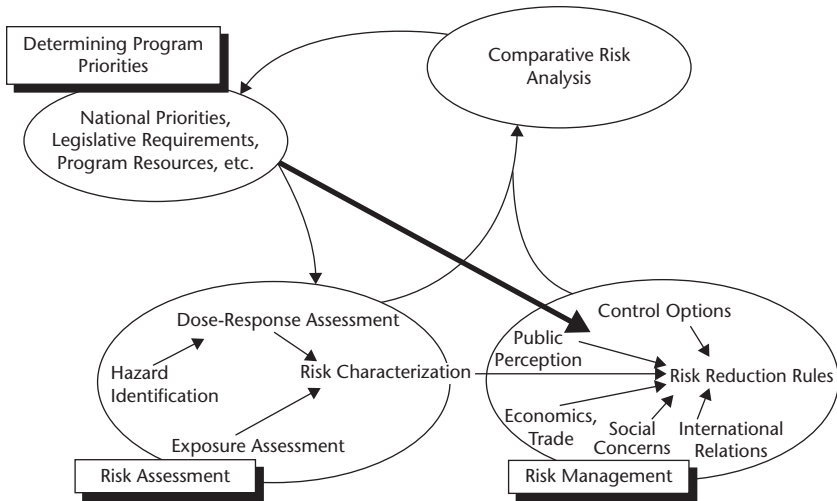 Determining Program
Priorities
Comparative Risk
Analysis
National Priorities,
Legislative Requirements,
Program Resources, etc.
Dose-Response Assessment
Hazard
Identification
Risk Characterization
Exposure Assessment
Risk Assessment
Control Options
Public
Perception
Risk Reduction Rules
Economics,
Trade
Social
Concerns
International
Relations
Risk Management